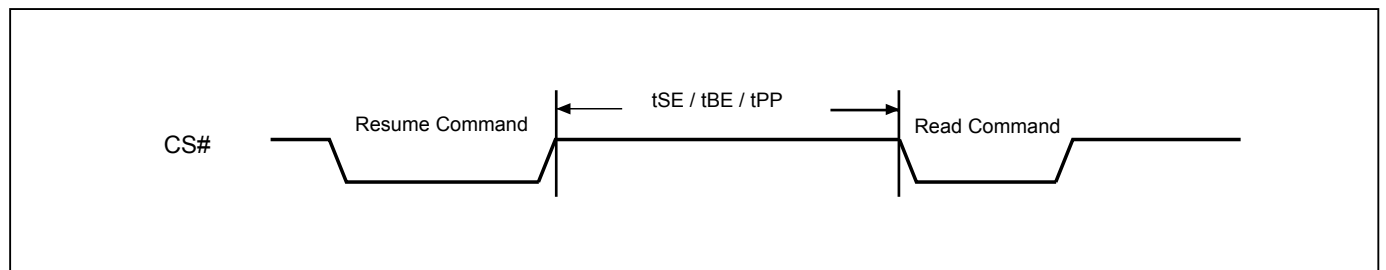 tSE / tBE / tPP
Resume Command
Read Command
CS#